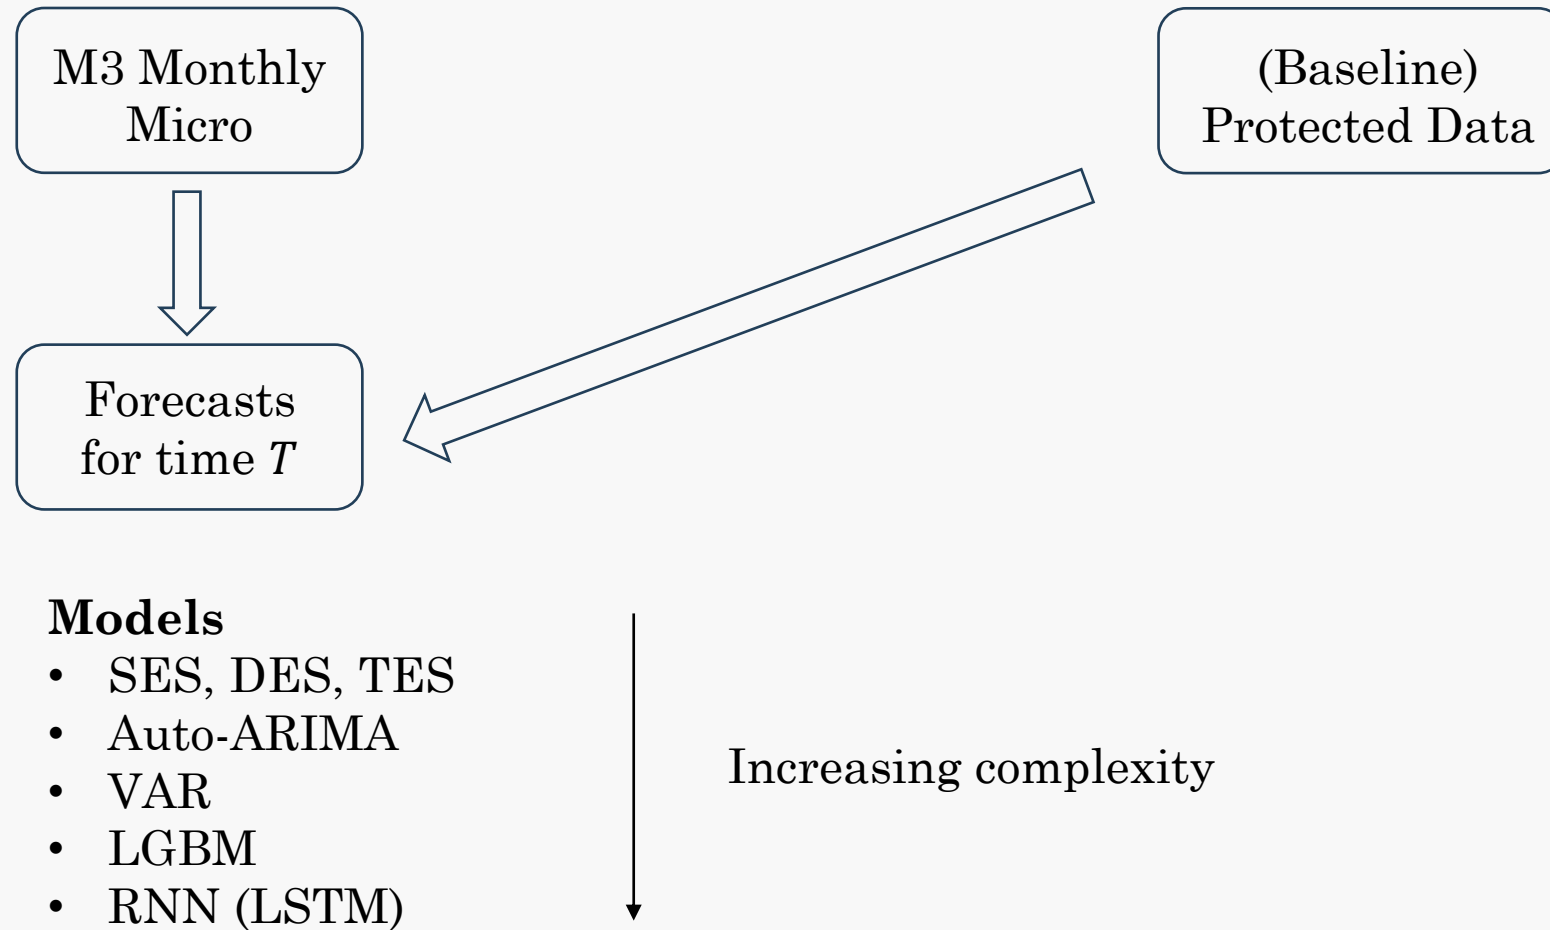 M3 Monthly
Micro
(Baseline)
Protected Data
Forecasts
for time T
Models
• SES, DES, TES
• Auto-ARIMA
• VAR
• LGBM
• RNN (LSTM)
Increasing complexity